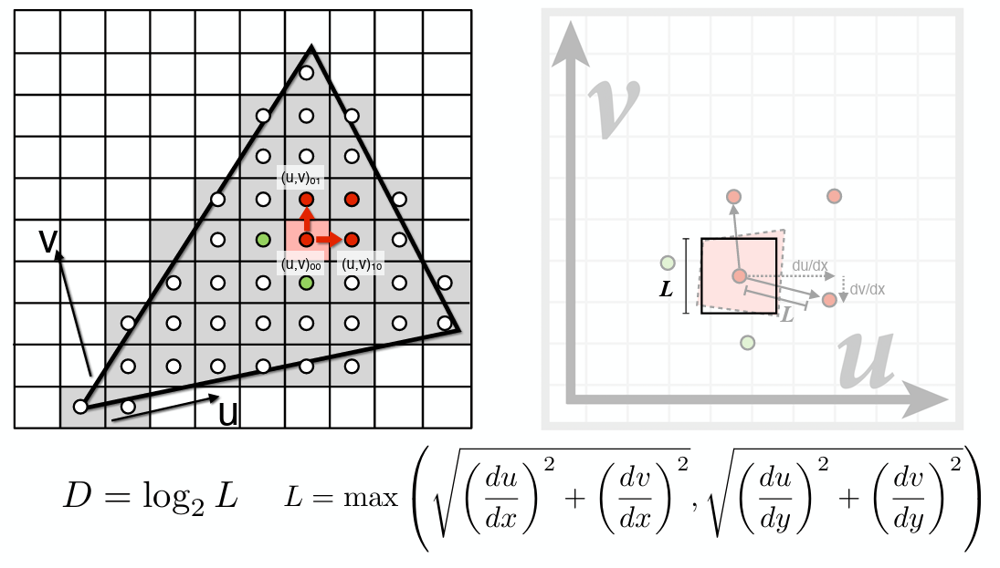 (u,v)₀₁
(u,v)₀₀ (u,v)₁₀
v
u
v
du/dx
dv/dx
L
L
u
D = log₂ L L = max ( √( (du/dx)² + (dv/dx)² ), √( (du/dy)² + (dv/dy)² ) )